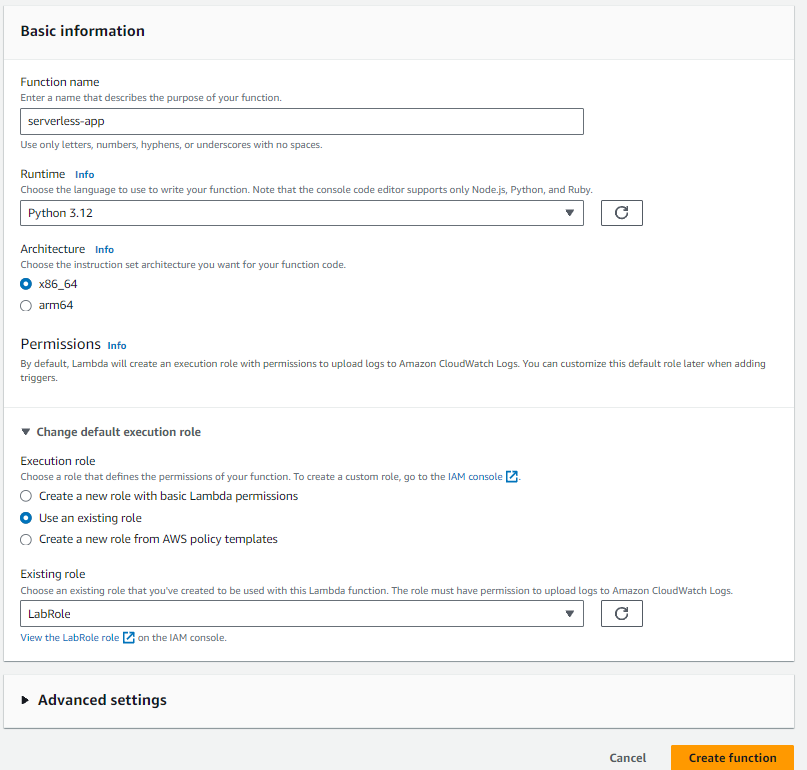 Basic information
Function name
Enter a name that describes the purpose of your function.
serverless-app
Use only letters, numbers, hyphens, or underscores with no spaces.
Runtime Info
Choose the language to use to write your function. Note that the console code editor supports only Node.js, Python, and Ruby.
Python 3.12
Architecture Info
Choose the instruction set architecture you want for your function code.
x86_64
arm64
Permissions Info
By default, Lambda will create an execution role with permissions to upload logs to Amazon CloudWatch Logs. You can customize this default role later when adding
triggers.
Change default execution role
Execution role
Choose a role that defines the permissions of your function. To create a custom role, go to the IAM console.
Create a new role with basic Lambda permissions
Use an existing role
Create a new role from AWS policy templates
Existing role
Choose an existing role that you've created to be used with this Lambda function. The role must have permission to upload logs to Amazon CloudWatch Logs.
LabRole
View the LabRole role on the IAM console.
Advanced settings
Cancel Create function